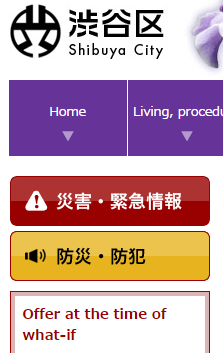 渋谷区
Shibuya City
Home
Living, procedu
災害・緊急情報
防災・防犯
Offer at the time of
what-if